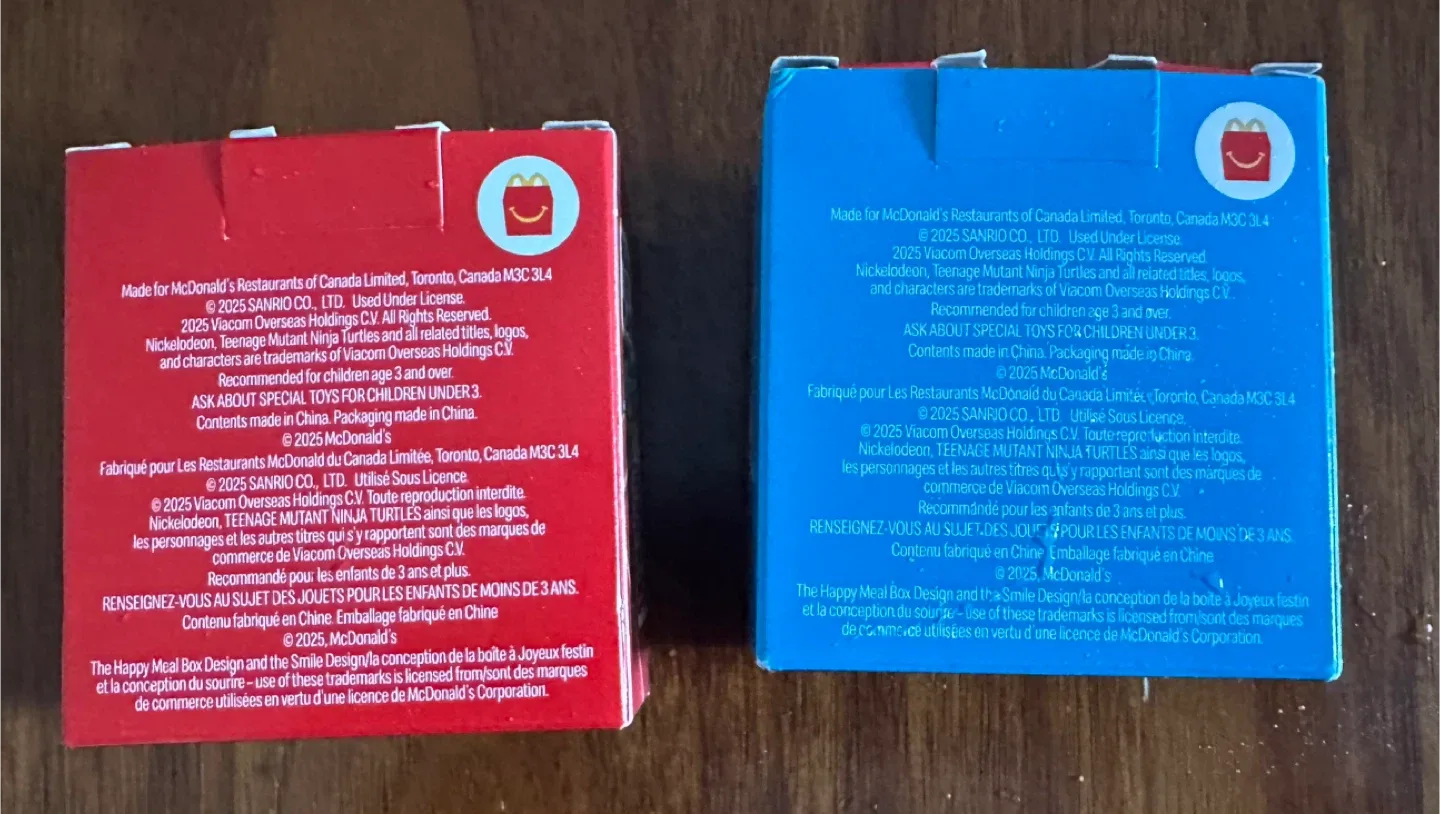 Made for McDonald's Restaurants of Canada Limited, Toronto, Canada M3C 3L4
© 2025 SANRIO CO., LTD. Used Under License.
2025 Viacom Overseas Holdings C.V. All Rights Reserved.
Nickelodeon, Teenage Mutant Ninja Turtles and all related titles, logos,
and characters are trademarks of Viacom Overseas Holdings C.V.
Recommended for children age 3 and over.
ASK ABOUT SPECIAL TOYS FOR CHILDREN UNDER 3.
Contents made in China. Packaging made in China.
© 2025 McDonald's
Fabriqué pour Les Restaurants McDonald du Canada Limitée, Toronto, Canada M3C 3L4
© 2025 SANRIO CO., LTD. Utilisé Sous Licence.
© 2025 Viacom Overseas Holdings C.V. Toute reproduction interdite.
Nickelodeon, TEENAGE MUTANT NINJA TURTLES ainsi que les logos,
les personnages et les autres titres qui s'y rapportent sont des marques de
commerce de Viacom Overseas Holdings C.V.
Recommandé pour les enfants de 3 ans et plus.
RENSEIGNEZ-VOUS AU SUJET DES JOUETS POUR LES ENFANTS DE MOINS DE 3 ANS.
Contenu fabriqué en Chine. Emballage fabriqué en Chine
© 2025, McDonald's
The Happy Meal Box Design and the Smile Design/la conception de la boîte à Joyeux festin
et la conception du sourire – use of these trademarks is licensed from/sont des marques
de commerce utilisées en vertu d'une licence de McDonald's Corporation.
Made for McDonald's Restaurants of Canada Limited, Toronto, Canada M3C 3L4
© 2025 SANRIO CO., LTD. Used Under License.
2025 Viacom Overseas Holdings C.V. All Rights Reserved.
Nickelodeon, Teenage Mutant Ninja Turtles and all related titles, logos,
and characters are trademarks of Viacom Overseas Holdings C.V.
Recommended for children age 3 and over.
ASK ABOUT SPECIAL TOYS FOR CHILDREN UNDER 3.
Contents made in China. Packaging made in China.
© 2025 McDonald's
Fabriqué pour Les Restaurants McDonald du Canada Limitée, Toronto, Canada M3C 3L4
© 2025 SANRIO CO., LTD. Utilisé Sous Licence.
© 2025 Viacom Overseas Holdings C.V. Toute reproduction interdite.
Nickelodeon, TEENAGE MUTANT NINJA TURTLES ainsi que les logos,
les personnages et les autres titres qui s'y rapportent sont des marques de
commerce de Viacom Overseas Holdings C.V.
Recommandé pour les enfants de 3 ans et plus.
RENSEIGNEZ-VOUS AU SUJET DES JOUETS POUR LES ENFANTS DE MOINS DE 3 ANS.
Contenu fabriqué en Chine Emballage fabriqué en Chine
© 2025, McDonald's
The Happy Meal Box Design and the Smile Design/la conception de la boîte à Joyeux festin
et la conception du sourire – use of these trademarks is licensed from/sont des marques
de commerce utilisées en vertu d'une licence de McDonald's Corporation.